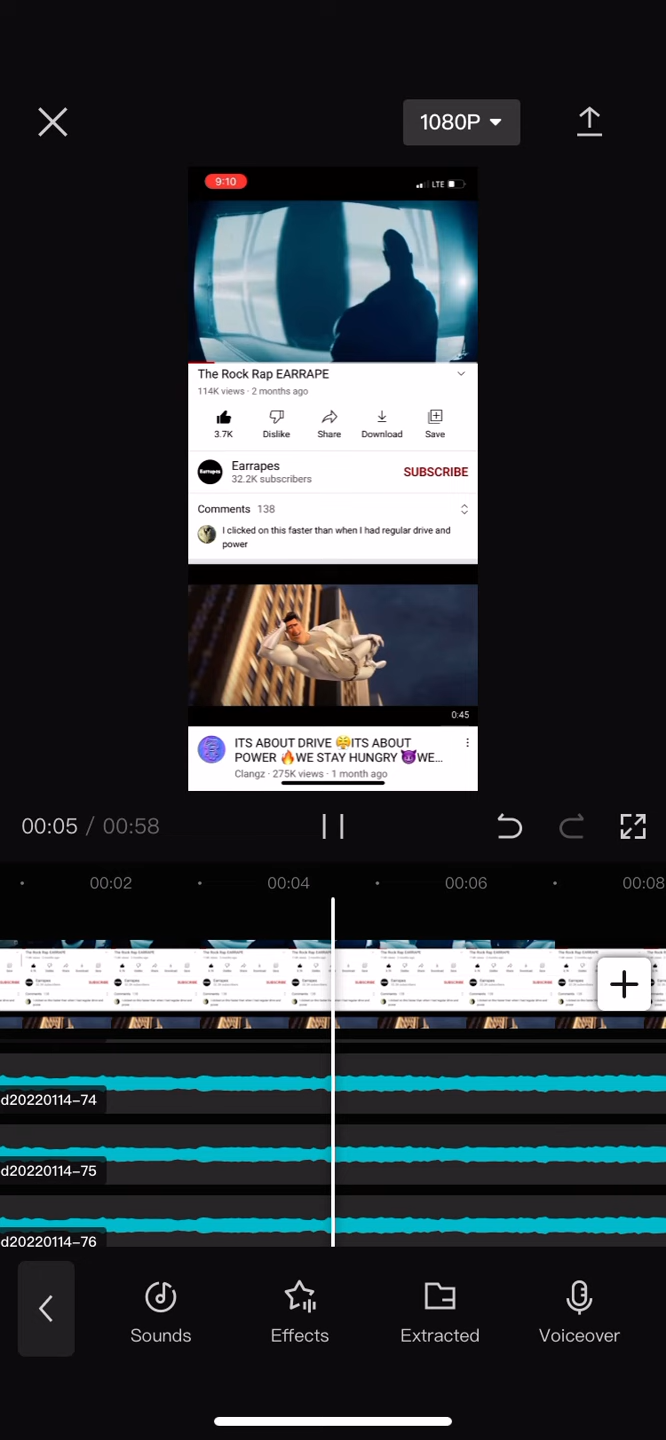 1080P
9:10
LTE
The Rock Rap EARRAPE
114K views · 2 months ago
3.7K
Dislike
Share
Download
Save
Earrapes
Earrapes
32.2K subscribers
SUBSCRIBE
Comments 138
I clicked on this faster than when I had regular drive and
power
0:45
ITS ABOUT DRIVE 😤ITS ABOUT
POWER 🔥WE STAY HUNGRY 😈WE...
Clangz · 275K views · 1 month ago
00:05 / 00:58
00:02
00:04
00:06
00:08
d20220114-74
d20220114-75
d20220114-76
Sounds
Effects
Extracted
Voiceover